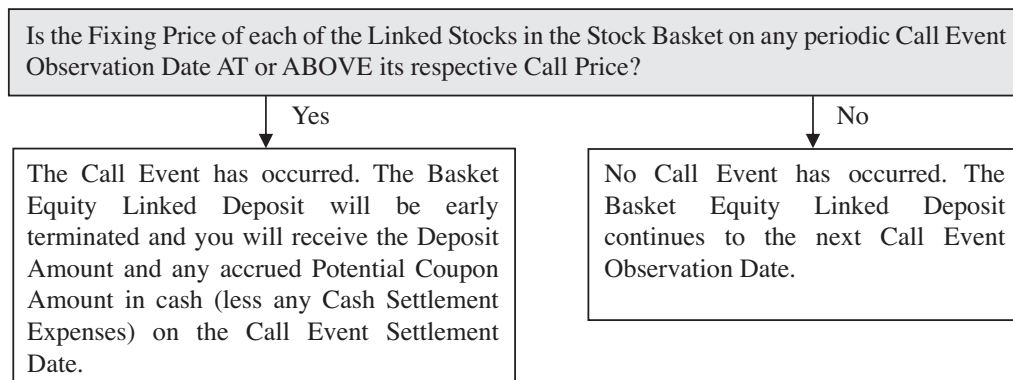 Is the Fixing Price of each of the Linked Stocks in the Stock Basket on any periodic Call Event
Observation Date AT or ABOVE its respective Call Price?
Yes
No
The Call Event has occurred. The Basket
Equity Linked Deposit will be early
terminated and you will receive the Deposit
Amount and any accrued Potential Coupon
Amount in cash (less any Cash Settlement
Expenses) on the Call Event Settlement
Date.
No Call Event has occurred. The
Basket Equity Linked Deposit
continues to the next Call Event
Observation Date.